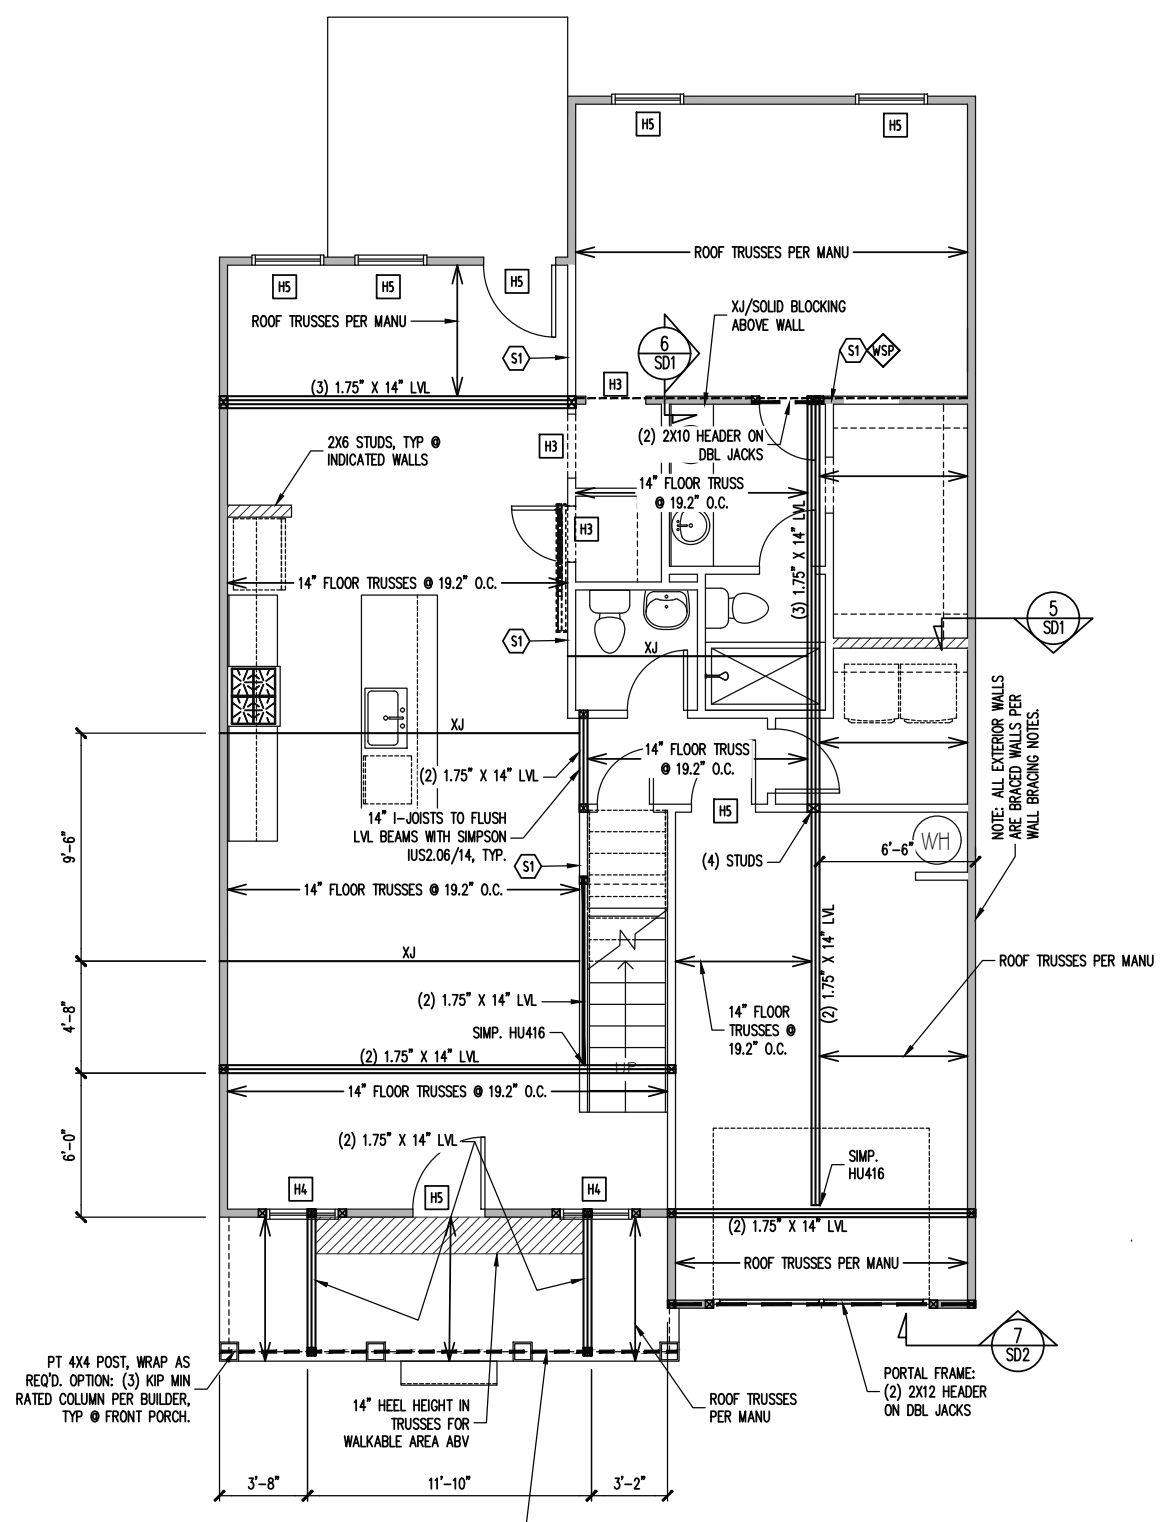 H5
H5
ROOF TRUSSES PER MANU
H5
H5
H5
ROOF TRUSSES PER MANU
XJ/SOLID BLOCKING
ABOVE WALL
6
SD1
S1
S1
WSP
(3) 1.75" X 14" LVL
H3
2X6 STUDS, TYP @
INDICATED WALLS
H3
(2) 2X10 HEADER ON
DBL JACKS
14" FLOOR TRUSS
@ 19.2" O.C.
H3
(3) 1.75" X 14" LVL
14" FLOOR TRUSSES @ 19.2" O.C.
5
SD1
S1
XJ
NOTE: ALL EXTERIOR WALLS
ARE BRACED WALLS PER
WALL BRACING NOTES.
XJ
14" FLOOR TRUSS
@ 19.2" O.C.
(2) 1.75" X 14" LVL
H5
14" I-JOISTS TO FLUSH
LVL BEAMS WITH SIMPSON
IUS2.06/14, TYP.
9'-6"
WH
6'-6"
(4) STUDS
S1
14" FLOOR TRUSSES @ 19.2" O.C.
(2) 1.75" X 14" LVL
XJ
ROOF TRUSSES PER MANU
4'-8"
(2) 1.75" X 14" LVL
14" FLOOR
TRUSSES @
19.2" O.C.
SIMP. HU416
(2) 1.75" X 14" LVL
UP
14" FLOOR TRUSSES @ 19.2" O.C.
6'-0"
(2) 1.75" X 14" LVL
SIMP.
HU416
H4
H5
H4
(2) 1.75" X 14" LVL
ROOF TRUSSES PER MANU
7
SD2
PT 4X4 POST, WRAP AS
REQ'D. OPTION: (3) KIP MIN
RATED COLUMN PER BUILDER,
TYP @ FRONT PORCH.
14" HEEL HEIGHT IN
TRUSSES FOR
WALKABLE AREA ABV
ROOF TRUSSES
PER MANU
PORTAL FRAME:
(2) 2X12 HEADER
ON DBL JACKS
3'-8"
11'-10"
3'-2"